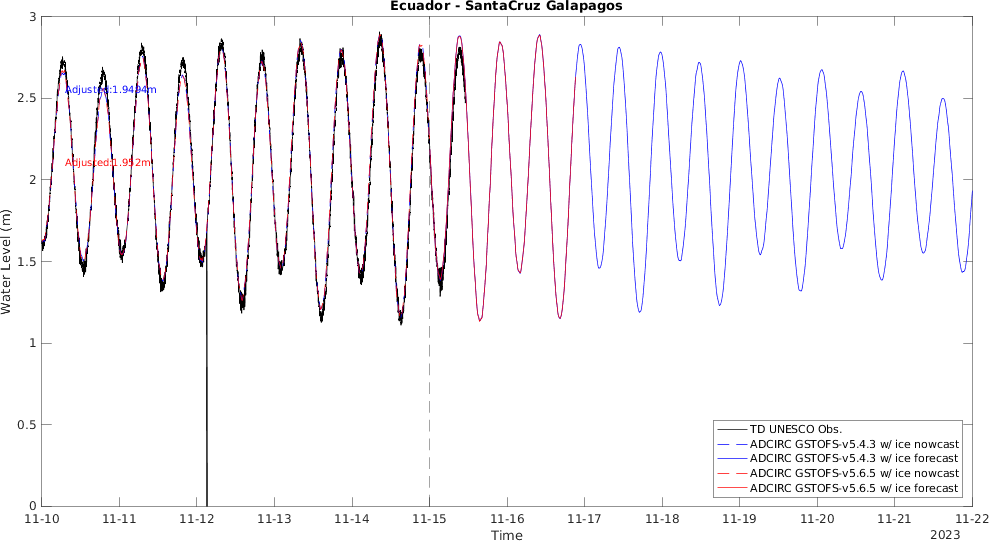 Ecuador - SantaCruz Galapagos
3
2.5
2
1.5
1
0.5
0
Water Level (m)
Adjusted:1.9494m
Adjusted:1.952m
TD UNESCO Obs.
ADCIRC GSTOFS-v5.4.3 w/ ice nowcast
ADCIRC GSTOFS-v5.4.3 w/ ice forecast
ADCIRC GSTOFS-v5.6.5 w/ ice nowcast
ADCIRC GSTOFS-v5.6.5 w/ ice forecast
11-10 11-11 11-12 11-13 11-14 11-15 11-16 11-17 11-18 11-19 11-20 11-21 11-22
Time
2023